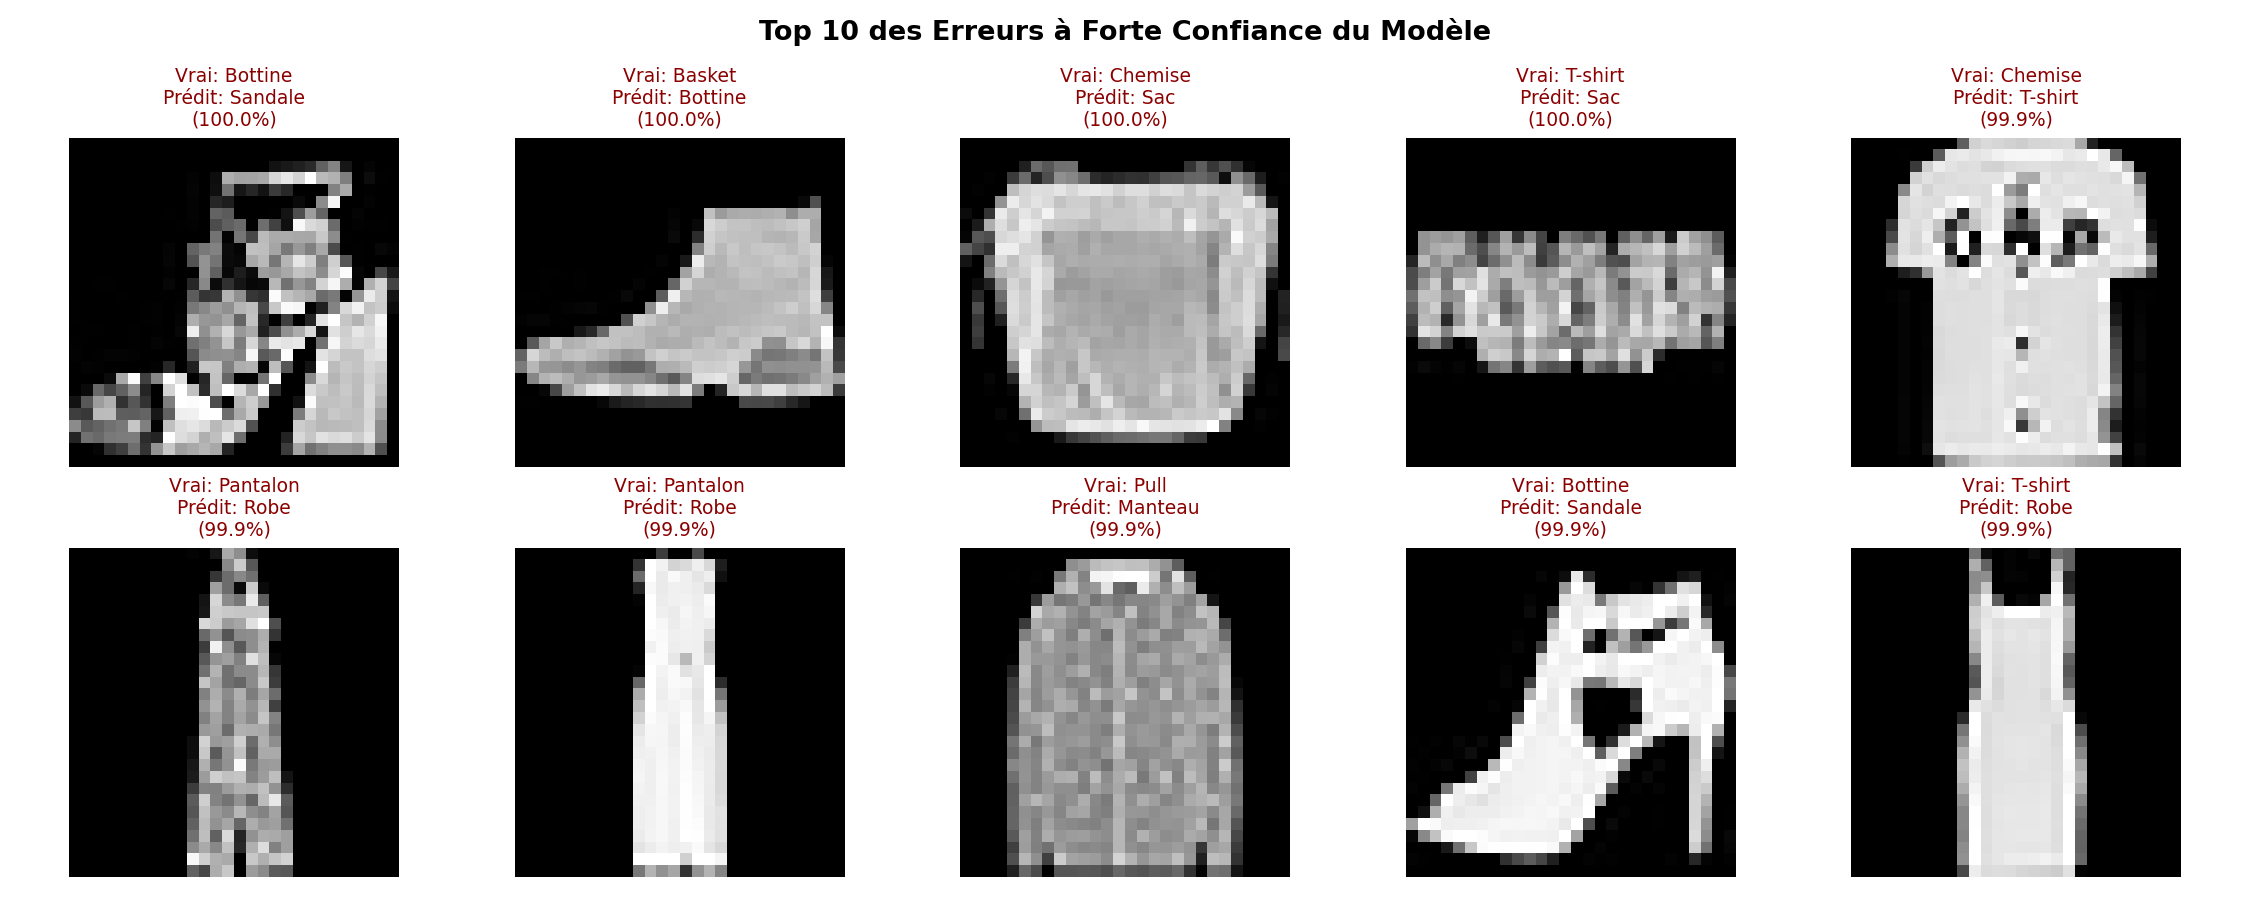 Top 10 des Erreurs à Forte Confiance du Modèle
Vrai: Bottine
Prédit: Sandale
(100.0%)
Vrai: Basket
Prédit: Bottine
(100.0%)
Vrai: Chemise
Prédit: Sac
(100.0%)
Vrai: T-shirt
Prédit: Sac
(100.0%)
Vrai: Chemise
Prédit: T-shirt
(99.9%)
Vrai: Pantalon
Prédit: Robe
(99.9%)
Vrai: Pantalon
Prédit: Robe
(99.9%)
Vrai: Pull
Prédit: Manteau
(99.9%)
Vrai: Bottine
Prédit: Sandale
(99.9%)
Vrai: T-shirt
Prédit: Robe
(99.9%)